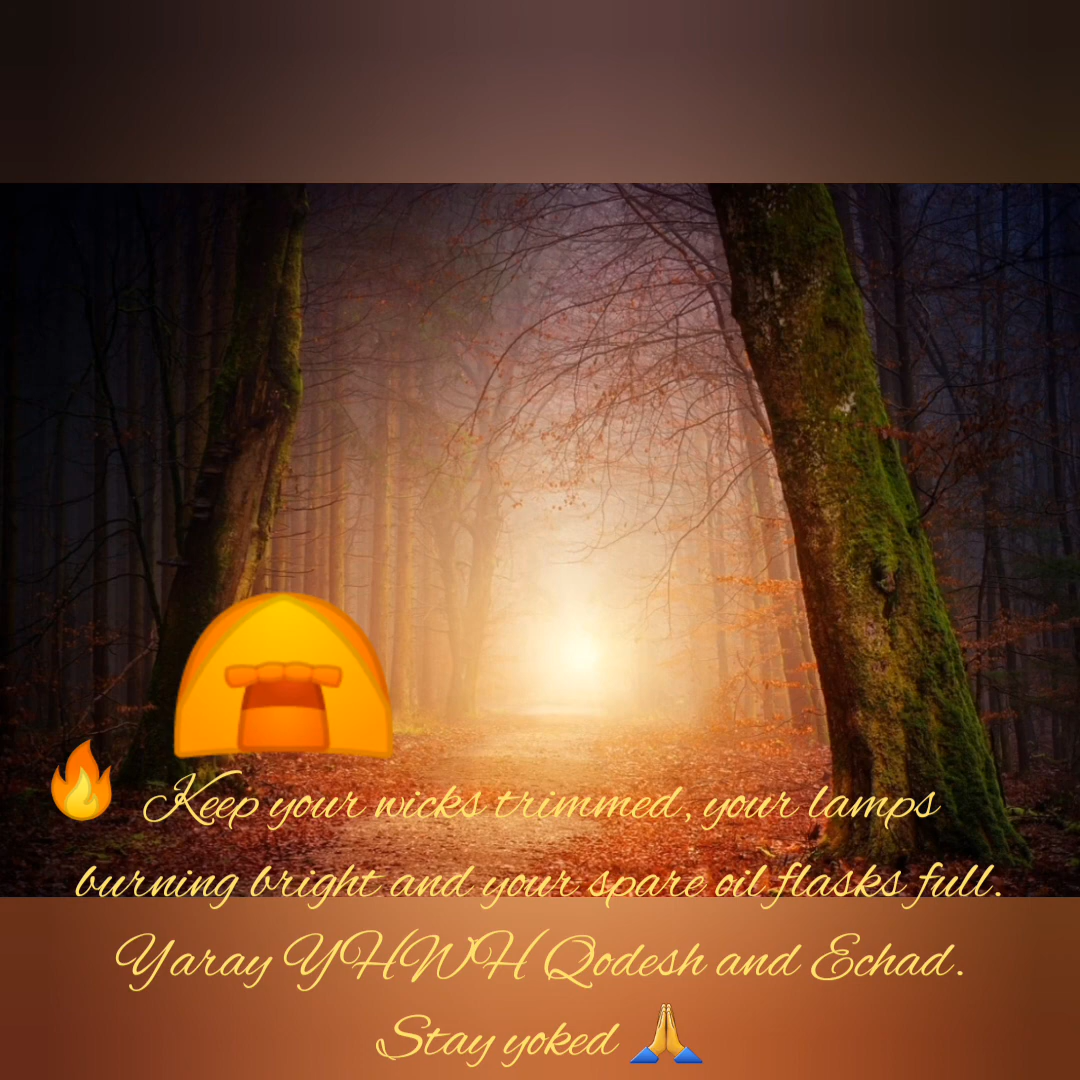 🔥 Keep your wicks trimmed, your lamps
burning bright and your spare oil flasks full.
Yaray YHWH Qodesh and Echad.
Stay yoked 🙏